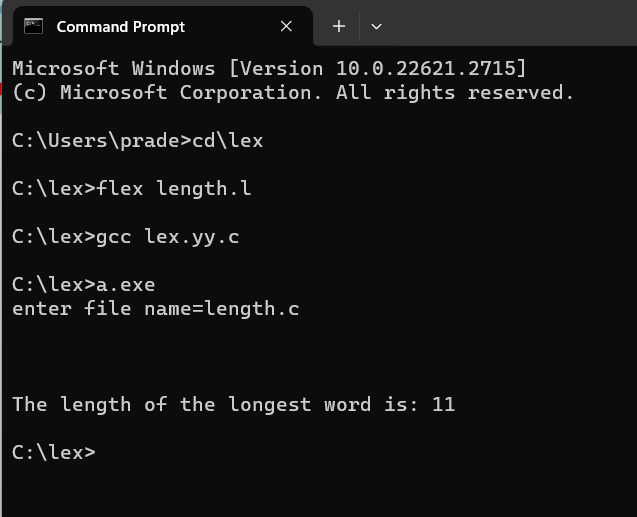 Command Prompt
Microsoft Windows [Version 10.0.22621.2715]
(c) Microsoft Corporation. All rights reserved.
C:\Users\prade>cd\lex
C:\lex>flex length.l
C:\lex>gcc lex.yy.c
C:\lex>a.exe
enter file name=length.c
The length of the longest word is: 11
C:\lex>